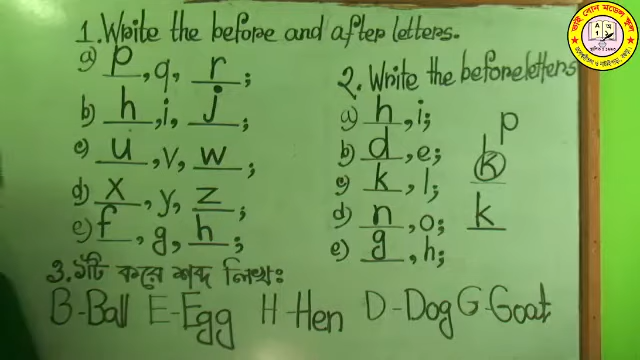 1. Write the before and after letters.
a) p, q, r;
b) h, i, j;
c) u, v, w;
d) x, y, z;
e) f, g, h;
2. Write the before letters
a) h, i;
b) d, e;
c) k, l;
d) n, o;
e) g, h;
p
k
k
৩. ১টি করে শব্দ লিখ:
B-Ball E-Egg H-Hen D-Dog G-Goat